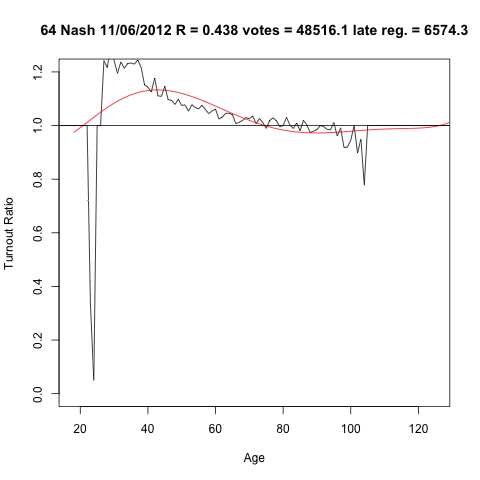 64 Nash 11/06/2012 R = 0.438 votes = 48516.1 late reg. = 6574.3
1.2
1.0
0.8
0.6
0.4
0.2
0.0
Turnout Ratio
20 40 60 80 100 120
Age